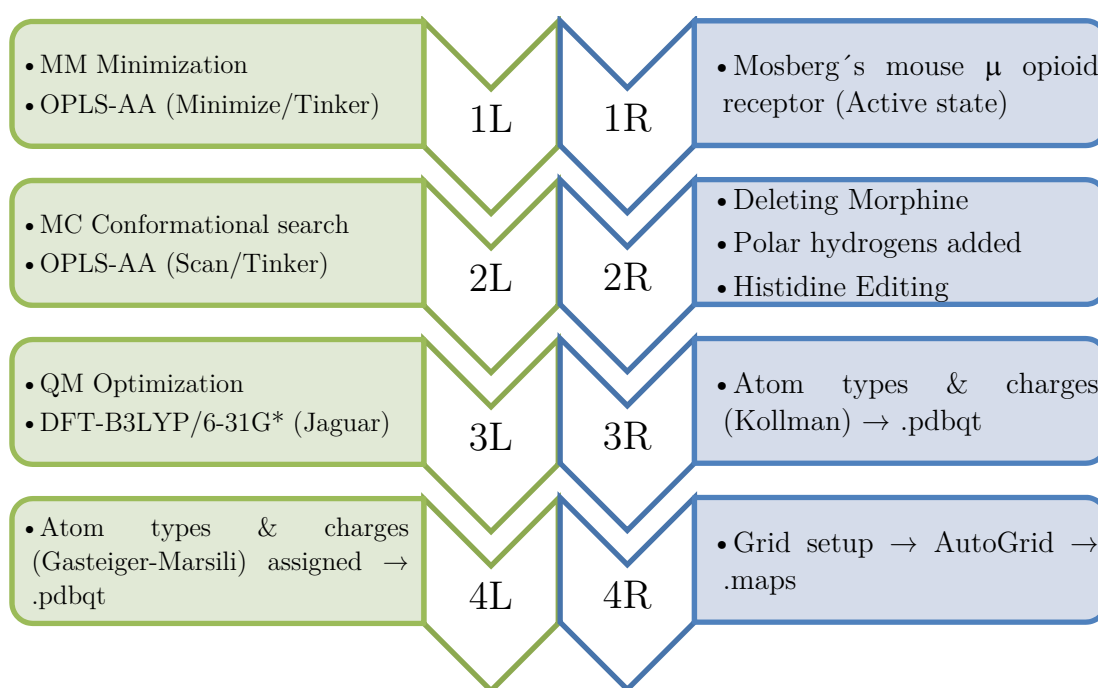 • MM Minimization
• OPLS-AA (Minimize/Tinker)
1L
1R
• Mosberg´s mouse µ opioid
receptor (Active state)
• MC Conformational search
• OPLS-AA (Scan/Tinker)
2L
2R
• Deleting Morphine
• Polar hydrogens added
• Histidine Editing
• QM Optimization
• DFT-B3LYP/6-31G* (Jaguar)
3L
3R
• Atom types & charges
(Kollman) → .pdbqt
• Atom types & charges
(Gasteiger-Marsili) assigned →
.pdbqt
4L
4R
• Grid setup → AutoGrid →
.maps